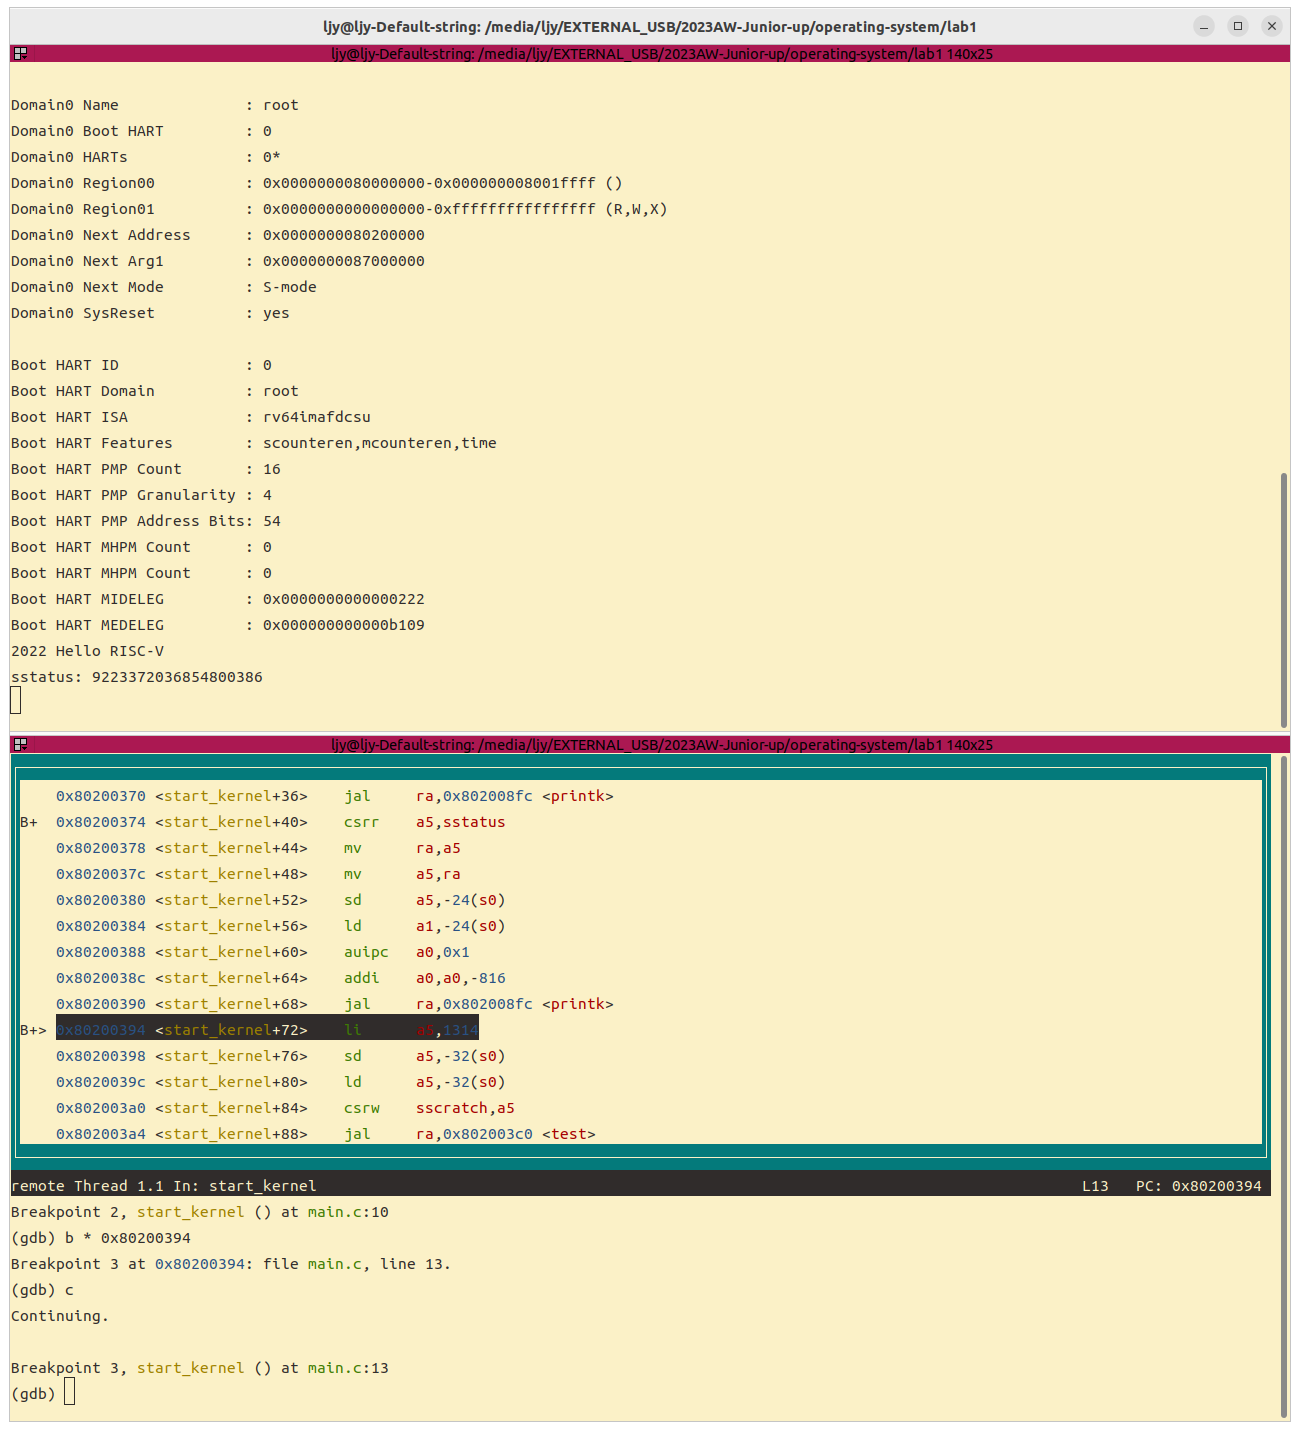 ljy@ljy-Default-string: /media/ljy/EXTERNAL_USB/2023AW-Junior-up/operating-system/lab1
ljy@ljy-Default-string: /media/ljy/EXTERNAL_USB/2023AW-Junior-up/operating-system/lab1 140x25
Domain0 Name              : root
Domain0 Boot HART         : 0
Domain0 HARTs             : 0*
Domain0 Region00          : 0x0000000080000000-0x000000008001ffff ()
Domain0 Region01          : 0x0000000000000000-0xffffffffffffffff (R,W,X)
Domain0 Next Address      : 0x0000000080200000
Domain0 Next Arg1         : 0x0000000087000000
Domain0 Next Mode         : S-mode
Domain0 SysReset          : yes
Boot HART ID              : 0
Boot HART Domain          : root
Boot HART ISA             : rv64imafdcsu
Boot HART Features        : scounteren,mcounteren,time
Boot HART PMP Count       : 16
Boot HART PMP Granularity : 4
Boot HART PMP Address Bits: 54
Boot HART MHPM Count      : 0
Boot HART MHPM Count      : 0
Boot HART MIDELEG         : 0x0000000000000222
Boot HART MEDELEG         : 0x000000000000b109
2022 Hello RISC-V
sstatus: 9223372036854800386
ljy@ljy-Default-string: /media/ljy/EXTERNAL_USB/2023AW-Junior-up/operating-system/lab1 140x25
0x80200370 <start_kernel+36>    jal     ra,0x802008fc <printk>
B+  0x80200374 <start_kernel+40>    csrr    a5,sstatus
0x80200378 <start_kernel+44>    mv      ra,a5
0x8020037c <start_kernel+48>    mv      a5,ra
0x80200380 <start_kernel+52>    sd      a5,-24(s0)
0x80200384 <start_kernel+56>    ld      a1,-24(s0)
0x80200388 <start_kernel+60>    auipc   a0,0x1
0x8020038c <start_kernel+64>    addi    a0,a0,-816
0x80200390 <start_kernel+68>    jal     ra,0x802008fc <printk>
B+> 0x80200394 <start_kernel+72>    li      a5,1314
0x80200398 <start_kernel+76>    sd      a5,-32(s0)
0x8020039c <start_kernel+80>    ld      a5,-32(s0)
0x802003a0 <start_kernel+84>    csrw    sscratch,a5
0x802003a4 <start_kernel+88>    jal     ra,0x802003c0 <test>
remote Thread 1.1 In: start_kernel    L13   PC: 0x80200394
Breakpoint 2, start_kernel () at main.c:10
(gdb) b * 0x80200394
Breakpoint 3 at 0x80200394: file main.c, line 13.
(gdb) c
Continuing.
Breakpoint 3, start_kernel () at main.c:13
(gdb)